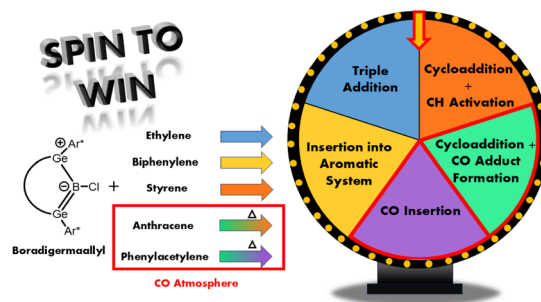 SPIN TO
WIN
⊕ Ar*
Ge
⊖ B Cl
Ge
Ar*
Boradigermaallyl
+
Ethylene
Biphenylene
Styrene
Anthracene
Δ
Phenylacetylene
Δ
CO Atmosphere
Triple
Addition
Cycloaddition
+
CH Activation
Insertion into
Aromatic
System
Cycloaddition +
CO Adduct
Formation
CO Insertion